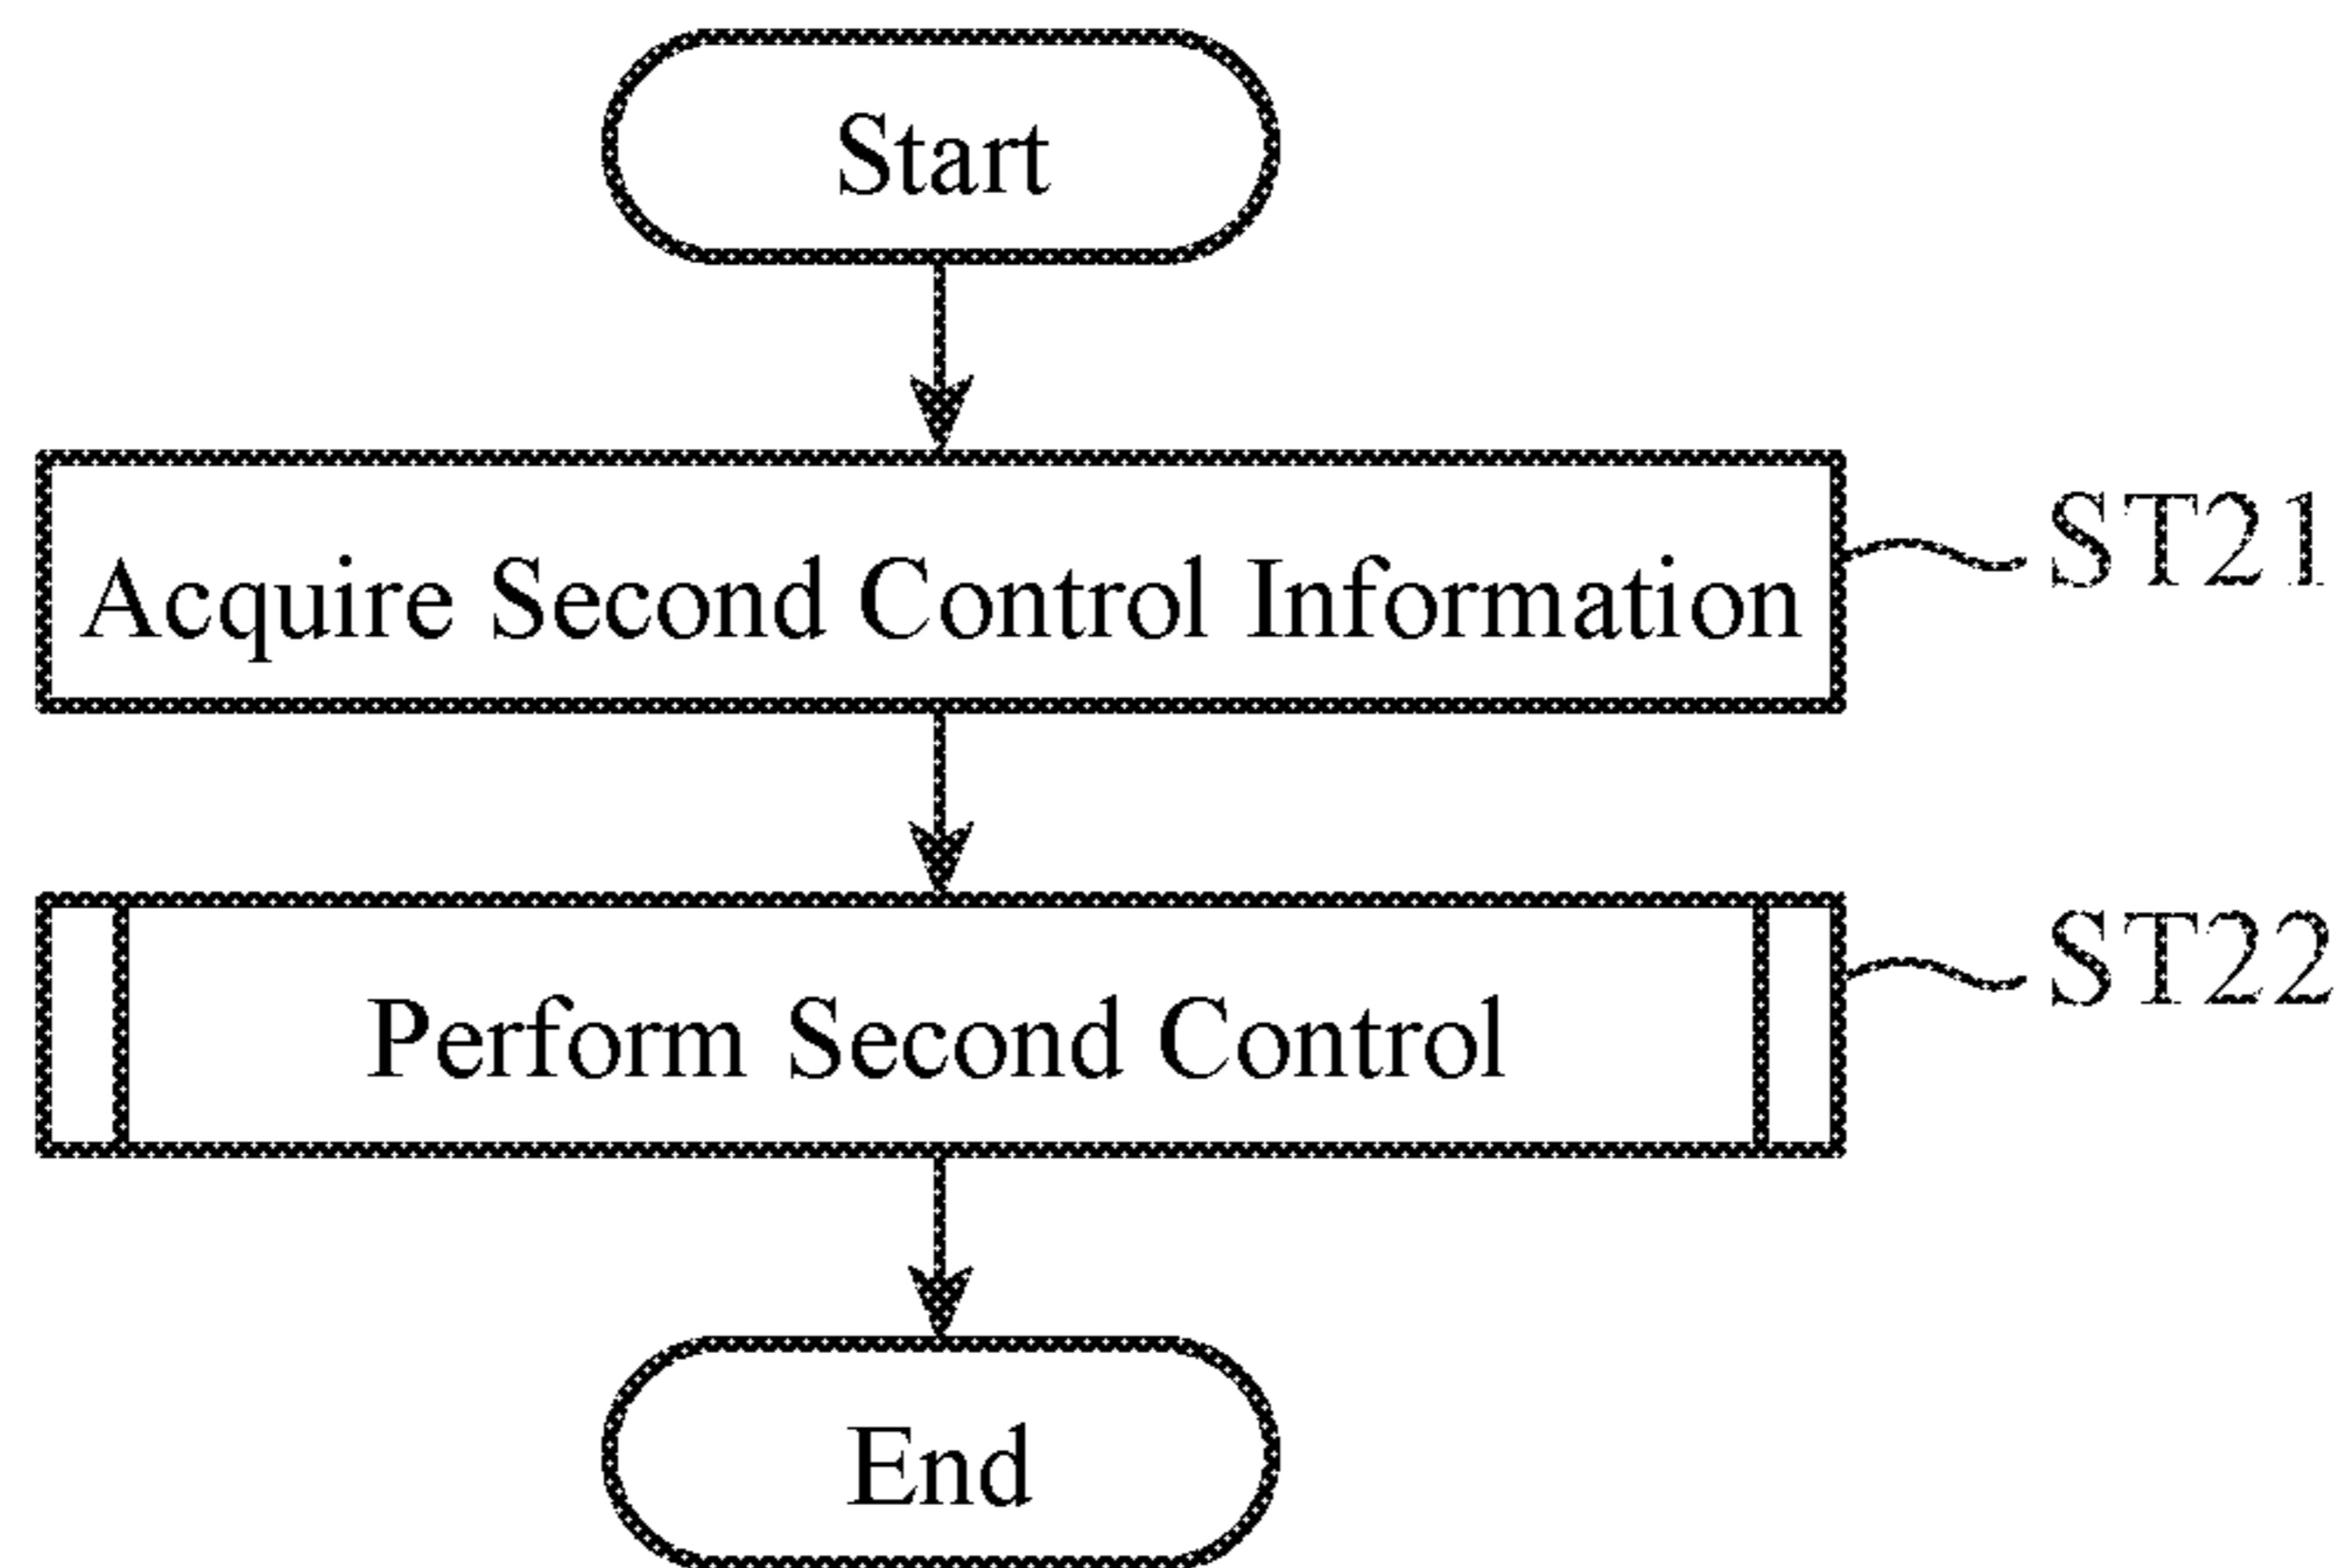 Start
Acquire Second Control Information
ST21
Perform Second Control
ST22
End